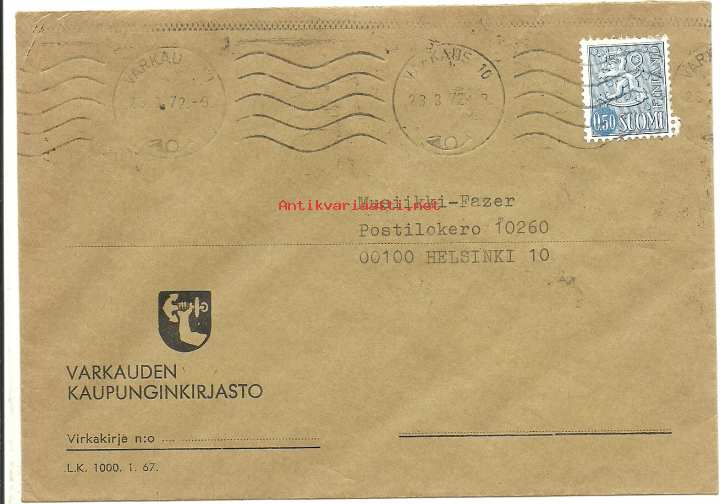 VARKAUS 10
23.3.72
0,50 SUOMI
FINLAND
Antikvariaatti.net
Musiikki-Fazer
Postilokero 10260
00100 HELSINKI 10
VARKAUDEN
KAUPUNGINKIRJASTO
Virkakirje n:o
L.K. 1000. 1. 67.